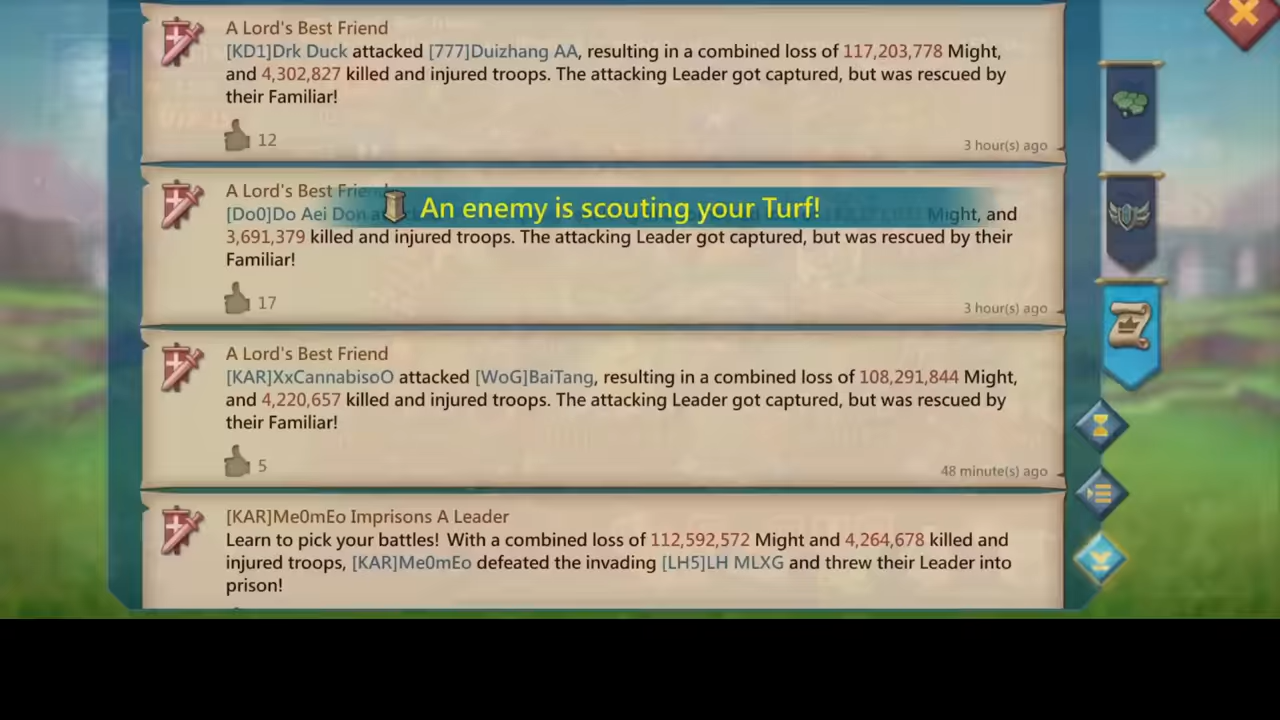 A Lord's Best Friend
[KD1]Drk Duck attacked [777]Duizhang AA, resulting in a combined loss of 117,203,778 Might,
and 4,302,827 killed and injured troops. The attacking Leader got captured, but was rescued by
their Familiar!
12
3 hour(s) ago
A Lord's Best Friend
An enemy is scouting your Turf!
[Do0]Do Aei Don Might, and
3,691,379 killed and injured troops. The attacking Leader got captured, but was rescued by their
Familiar!
17
3 hour(s) ago
A Lord's Best Friend
[KAR]XxCannabisoO attacked [WoG]BaiTang, resulting in a combined loss of 108,291,844 Might,
and 4,220,657 killed and injured troops. The attacking Leader got captured, but was rescued by
their Familiar!
5
48 minute(s) ago
[KAR]Me0mEo Imprisons A Leader
Learn to pick your battles! With a combined loss of 112,592,572 Might and 4,264,678 killed and
injured troops, [KAR]Me0mEo defeated the invading [LH5]LH MLXG and threw their Leader into
prison!